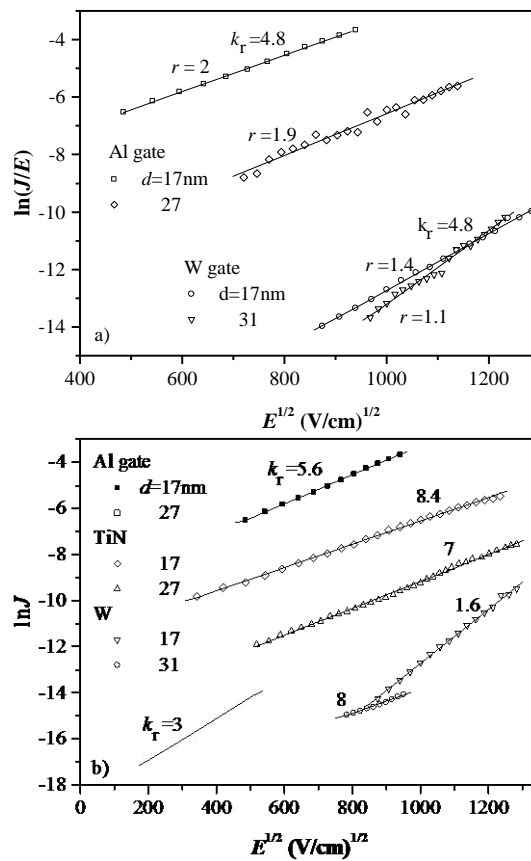 -4
-6
-8
-10
-12
-14
ln(J/E)
k_r=4.8
r = 2
r = 1.9
Al gate
d=17nm
27
k_r=4.8
W gate
r=1.4
d=17nm
31
r=1.1
a)
400 600 800 1000 1200
E^1/2 (V/cm)^1/2
-4
-6
-8
-10
-12
-14
-16
-18
lnJ
Al gate
d=17nm
27
TiN
17
27
W
17
31
k_r=5.6
8.4
7
1.6
8
k_r=3
b)
0 200 400 600 800 1000 1200
E^1/2 (V/cm)^1/2